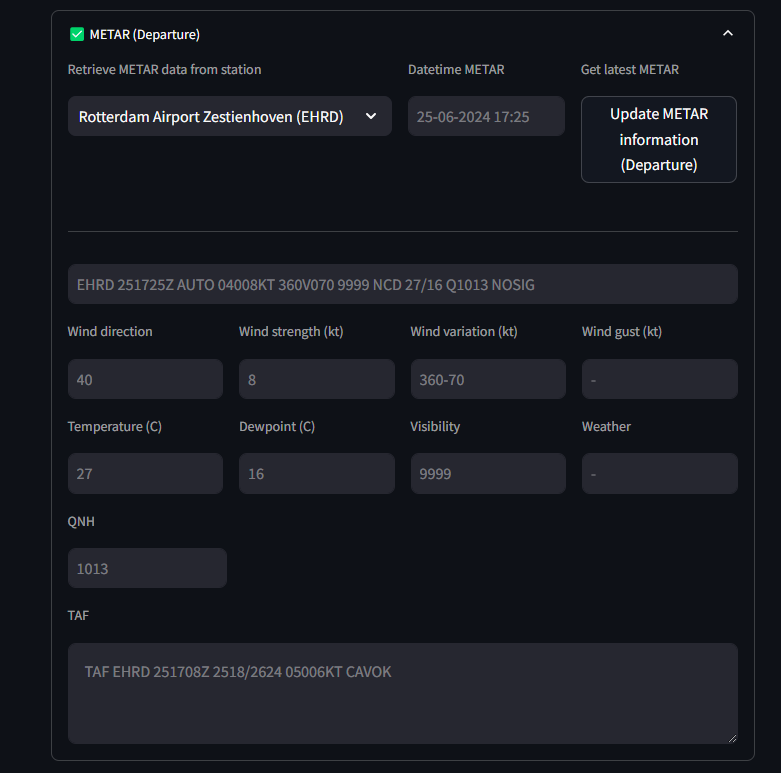 METAR (Departure)
Retrieve METAR data from station
Datetime METAR
Get latest METAR
Rotterdam Airport Zestienhoven (EHRD)
25-06-2024 17:25
Update METAR
information
(Departure)
EHRD 251725Z AUTO 04008KT 360V070 9999 NCD 27/16 Q1013 NOSIG
Wind direction
Wind strength (kt)
Wind variation (kt)
Wind gust (kt)
40
8
360-70
-
Temperature (C)
Dewpoint (C)
Visibility
Weather
27
16
9999
-
QNH
1013
TAF
TAF EHRD 251708Z 2518/2624 05006KT CAVOK